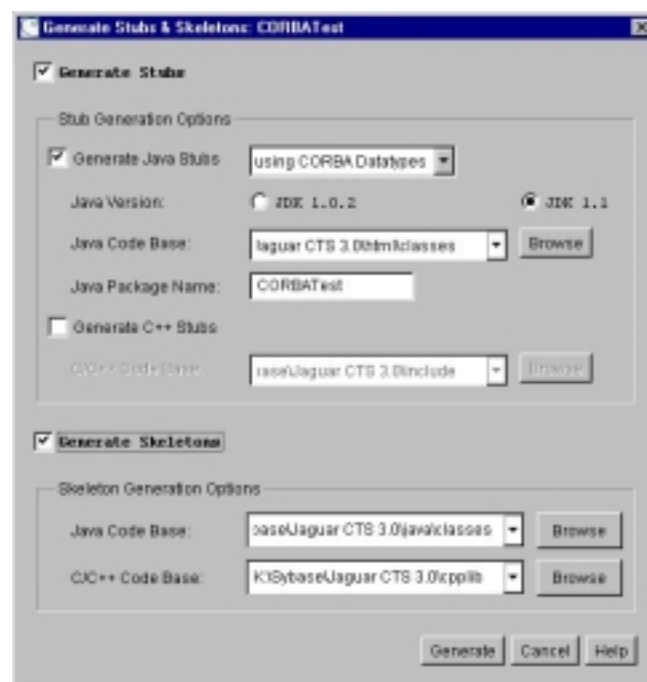 Generate Stubs & Skeletons: CORBATest
Generate Stubs
Stub Generation Options
Generate Java Stubs using CORBA Datatypes
Java Version: JDK 1.0.2 JDK 1.1
Java Code Base: laguar CTS 3.0\html\classes Browse
Java Package Name: CORBATest
Generate C++ Stubs
C/C++ Code Base: base\Jaguar CTS 3.0\include Browse
Generate Skeletons
Skeleton Generation Options
Java Code Base: base\Jaguar CTS 3.0\java\classes Browse
C/C++ Code Base: K:\Sybase\Jaguar CTS 3.0\cpplib Browse
Generate Cancel Help